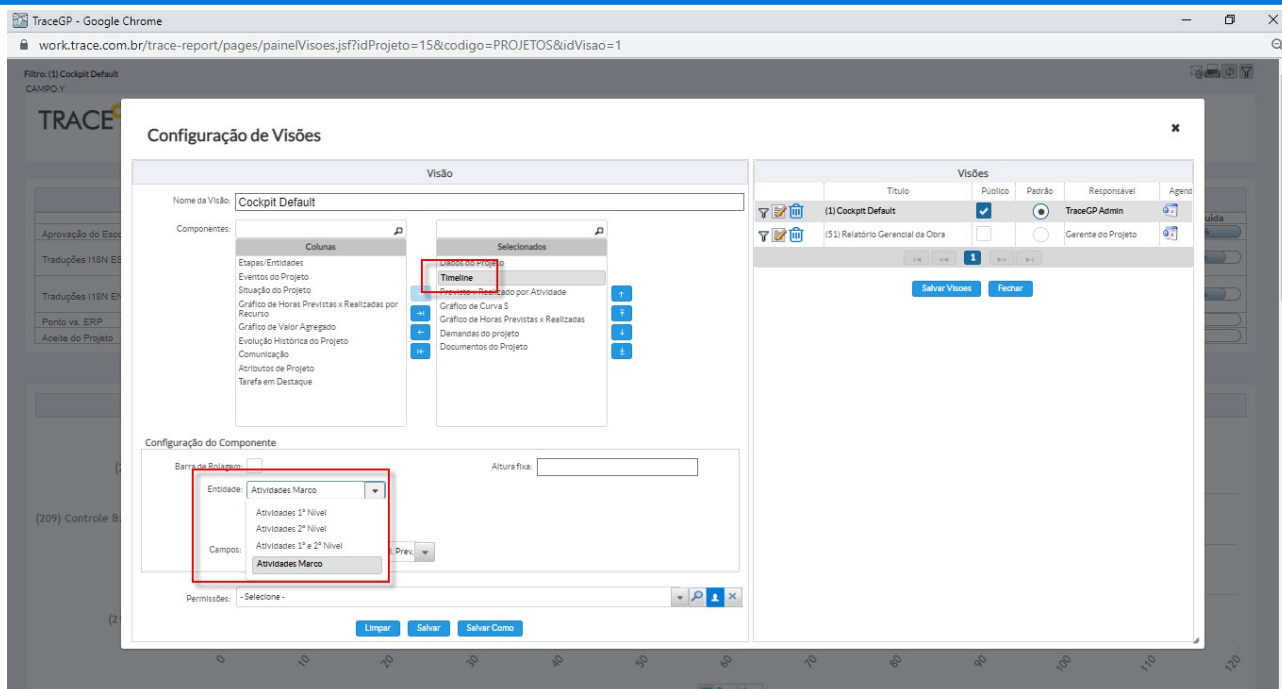 TraceGP - Google Chrome
work.trace.com.br/trace-report/pages/painelVisoes.jsf?idProjeto=15&codigo=PROJETOS&idVisao=1
Filtro: (1) Cockpit Default
CAMPO:Y
TRACE
Configuração de Visões
Visão
Nome da Visão: Cockpit Default
Componentes:
Colunas
Etapas/Entidades
Eventos do Projeto
Situação do Projeto
Gráfico de Horas Previstas x Realizadas por
Recurso
Gráfico de Valor Agregado
Evolução Histórica do Projeto
Comunicação
Atributos de Projeto
Tarefa em Destaque
Selecionados
Dados do Projeto
Timeline
Previsto x Realizado por Atividade
Gráfico de Curva S
Gráfico de Horas Previstas x Realizadas
Demandas do projeto
Documentos do Projeto
Configuração do Componente
Barra de Rolagem:
Altura fixa:
Entidade: Atividades Marco
Atividades 1º Nível
Atividades 2º Nível
Atividades 1º e 2º Nível
Atividades Marco
Campos: Prev,
Permissões: - Selecione -
Limpar Salvar Salvar Como
Visões
Título Público Padrão Responsável Agend
(1) Cockpit Default TraceGP Admin
(51) Relatório Gerencial da Obra Gerente do Projeto
1
Salvar Visoes Fechar
Aprovação do Esco
Traduções I18N ES
Traduções I18N EN
Ponto vs. ERP
Aceite do Projeto
uida
(209) Controle &
0 10 20 30 40 50 60 70 80 90 100 110 120